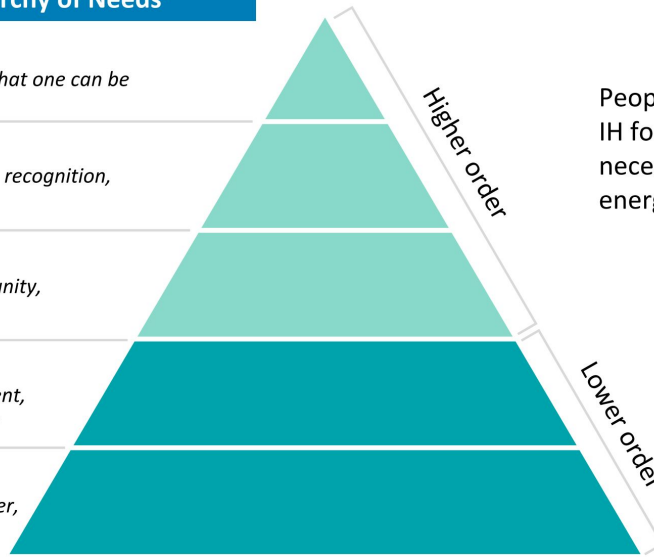 rchy of Needs
hat one can be
recognition,
unity,
ent,
er,
Higher order
Lower order
Peop
IH fo
nece
energ